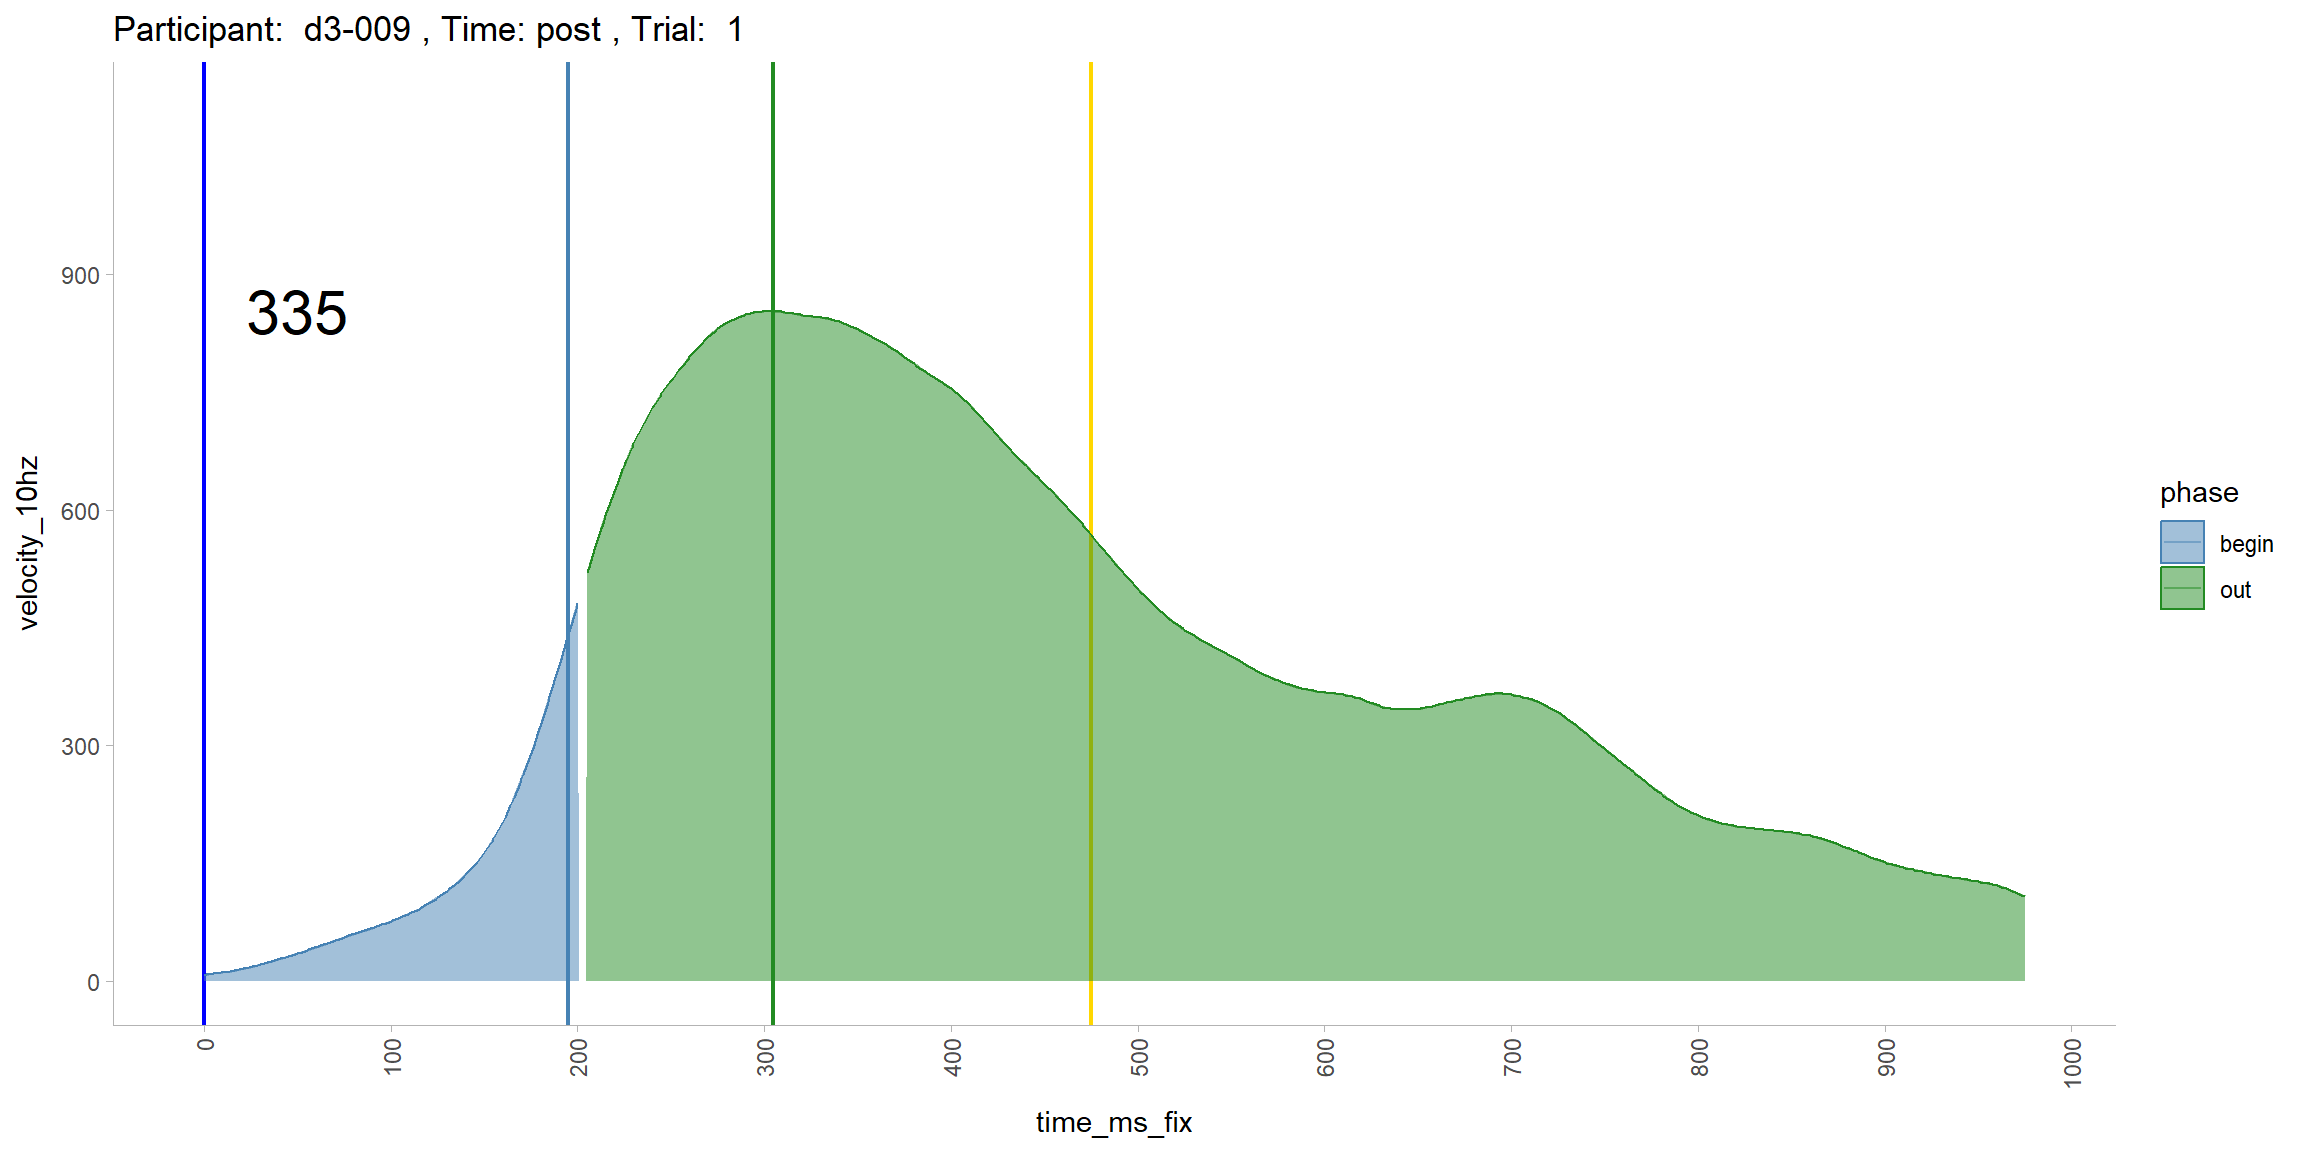 Participant:  d3-009 , Time: post , Trial:  1
335
velocity_10hz
900
600
300
0
0
100
200
300
400
500
600
700
800
900
1000
time_ms_fix
phase
begin
out